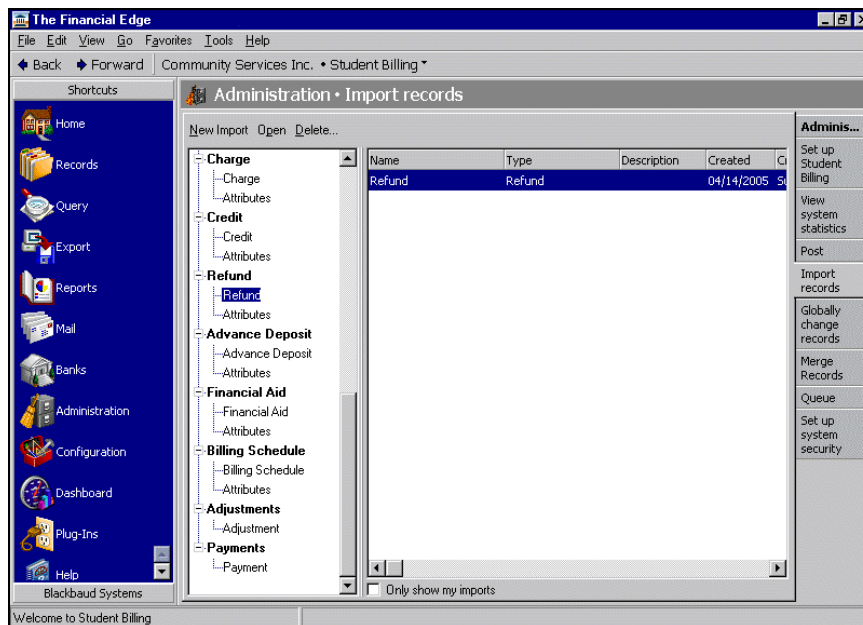 The Financial Edge
File Edit View Go Favorites Tools Help
Back Forward Community Services Inc. • Student Billing
Shortcuts
Home
Records
Query
Export
Reports
Mail
Banks
Administration
Configuration
Dashboard
Plug-Ins
Help
Blackbaud Systems
Administration • Import records
New Import Open Delete...
Charge
Charge
Attributes
Credit
Credit
Attributes
Refund
Refund
Attributes
Advance Deposit
Advance Deposit
Attributes
Financial Aid
Financial Aid
Attributes
Billing Schedule
Billing Schedule
Attributes
Adjustments
Adjustment
Payments
Payment
Name Type Description Created
Refund Refund 04/14/2005
Only show my imports
Adminis...
Set up
Student
Billing
View
system
statistics
Post
Import
records
Globally
change
records
Merge
Records
Queue
Set up
system
security
Welcome to Student Billing